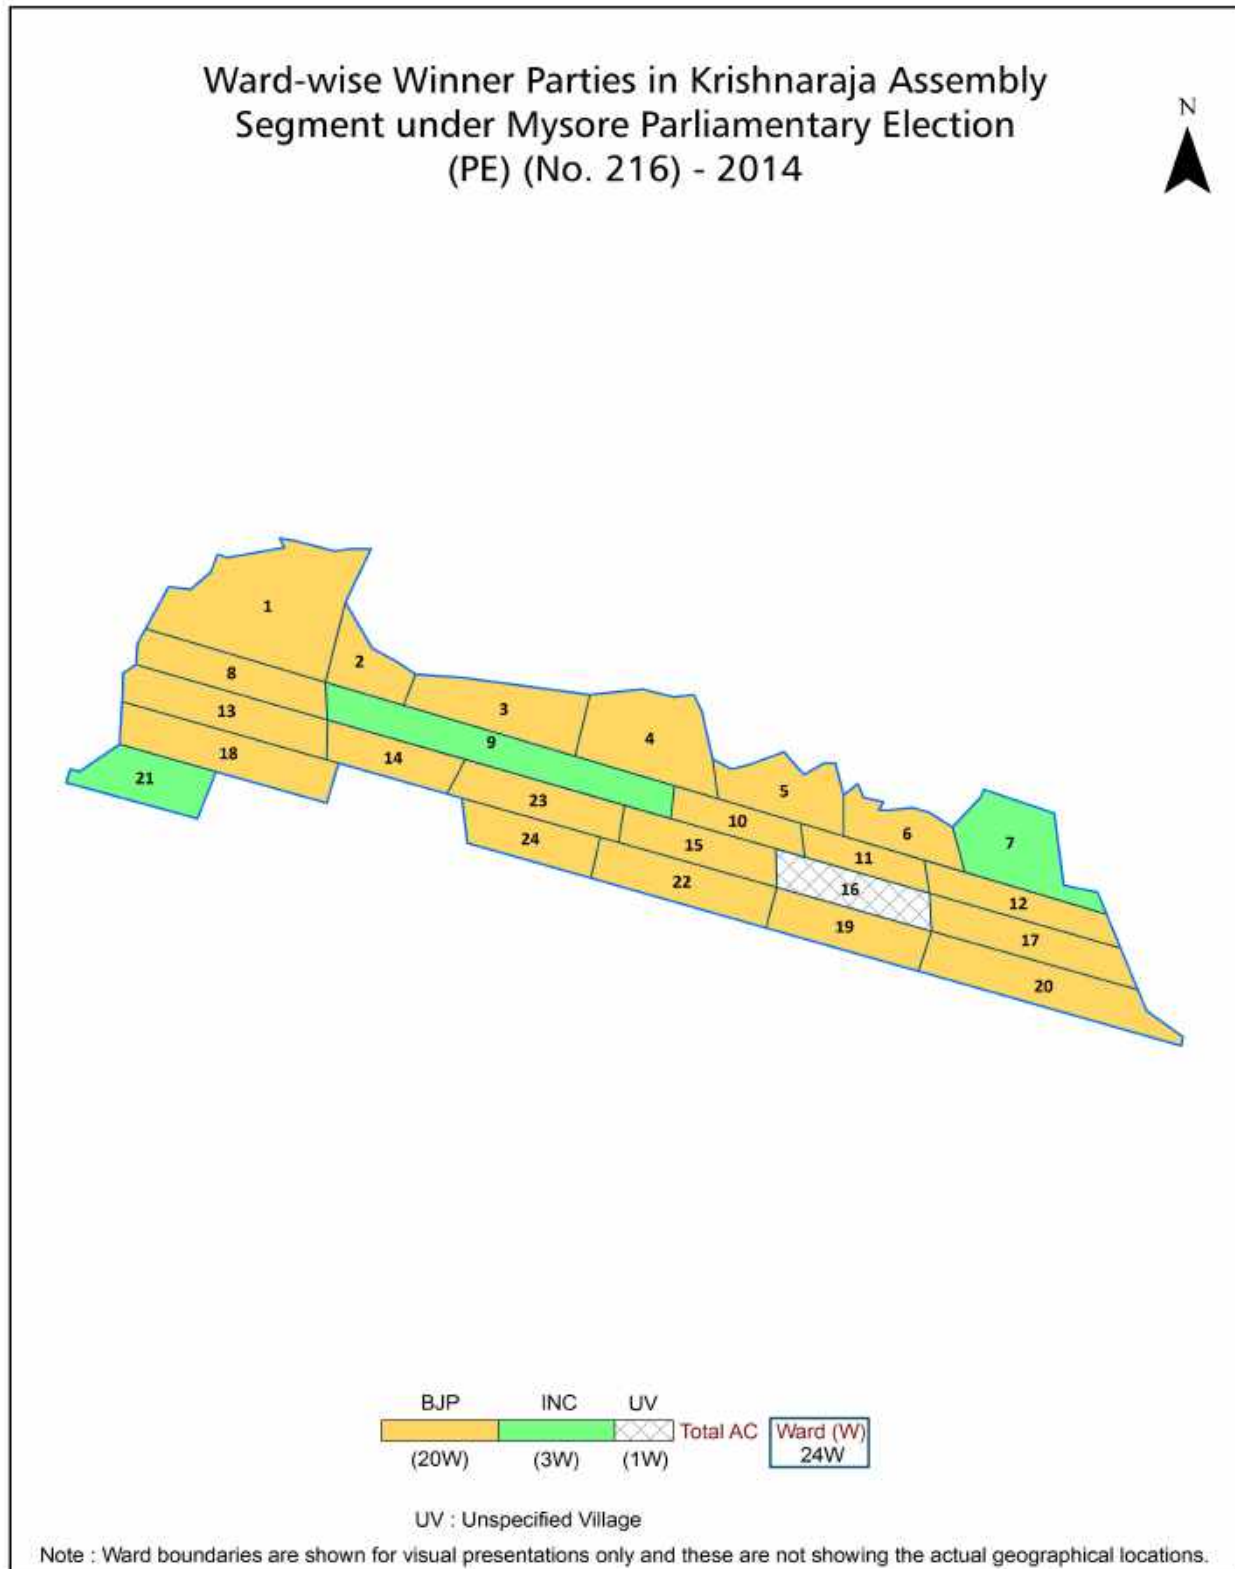 Ward-wise Winner Parties in Krishnaraja Assembly
Segment under Mysore Parliamentary Election
(PE) (No. 216) - 2014
N
1
2
8
3
13
4
9
18
14
21
5
23
10
6
7
24
15
11
22
16
12
19
17
20
BJP INC UV
Total AC Ward (W)
(20W) (3W) (1W) 24W
UV : Unspecified Village
Note : Ward boundaries are shown for visual presentations only and these are not showing the actual geographical locations.